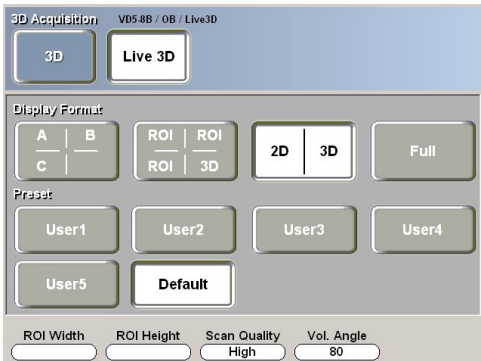 3D Acquisition VD5-8B / OB / Live3D
3D Live 3D
Display Format
A B
C
ROI ROI
ROI 3D
2D 3D
Full
Preset
User1 User2 User3 User4
User5 Default
ROI Width ROI Height Scan Quality Vol. Angle
High 80